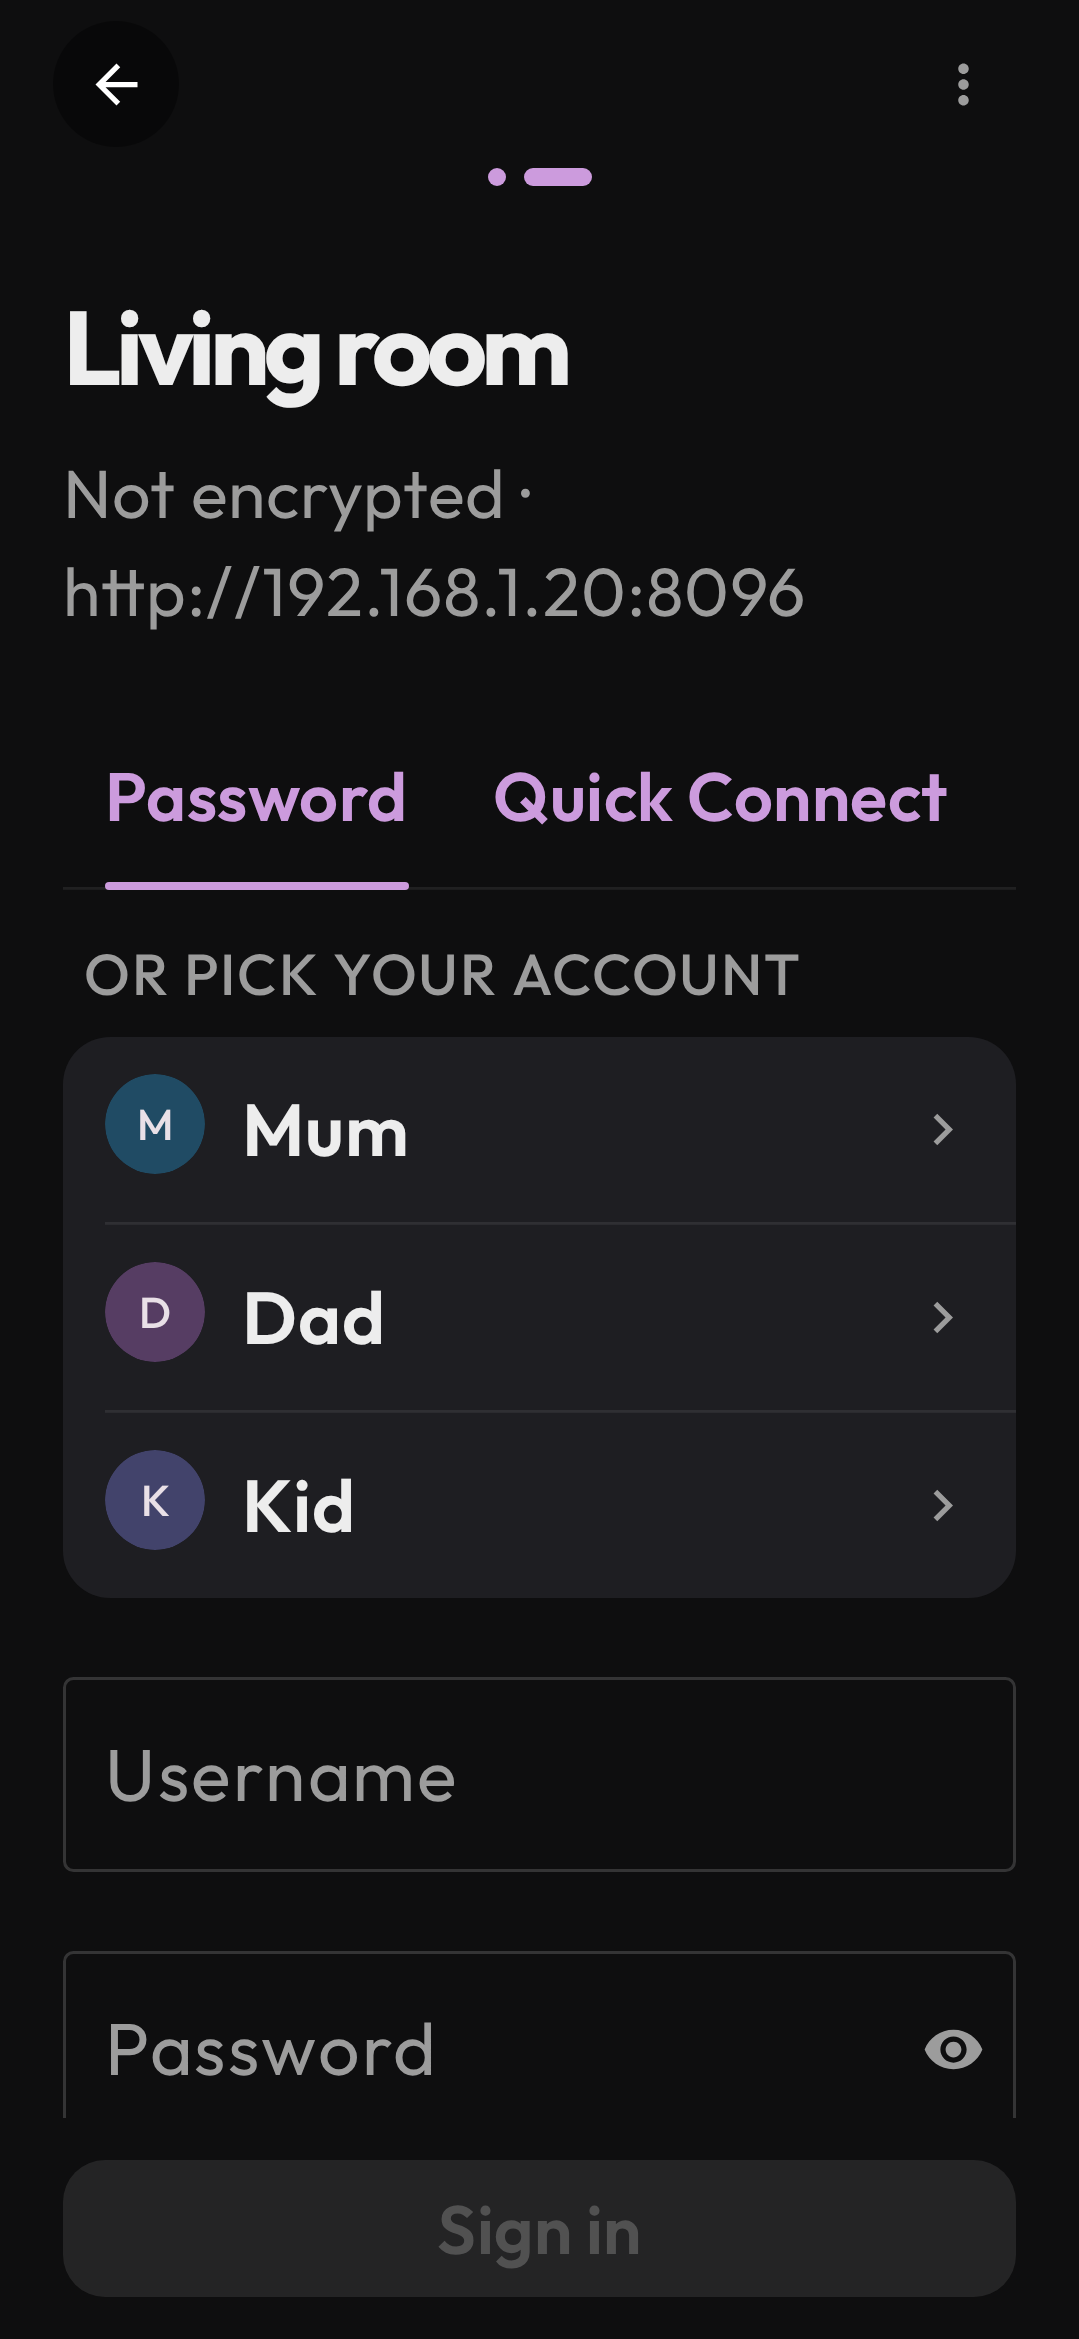 Living room
Not encrypted ·
http://192.168.1.20:8096
Password
Quick Connect
OR PICK YOUR ACCOUNT
M
Mum
D
Dad
K
Kid
Username
Password
Sign in